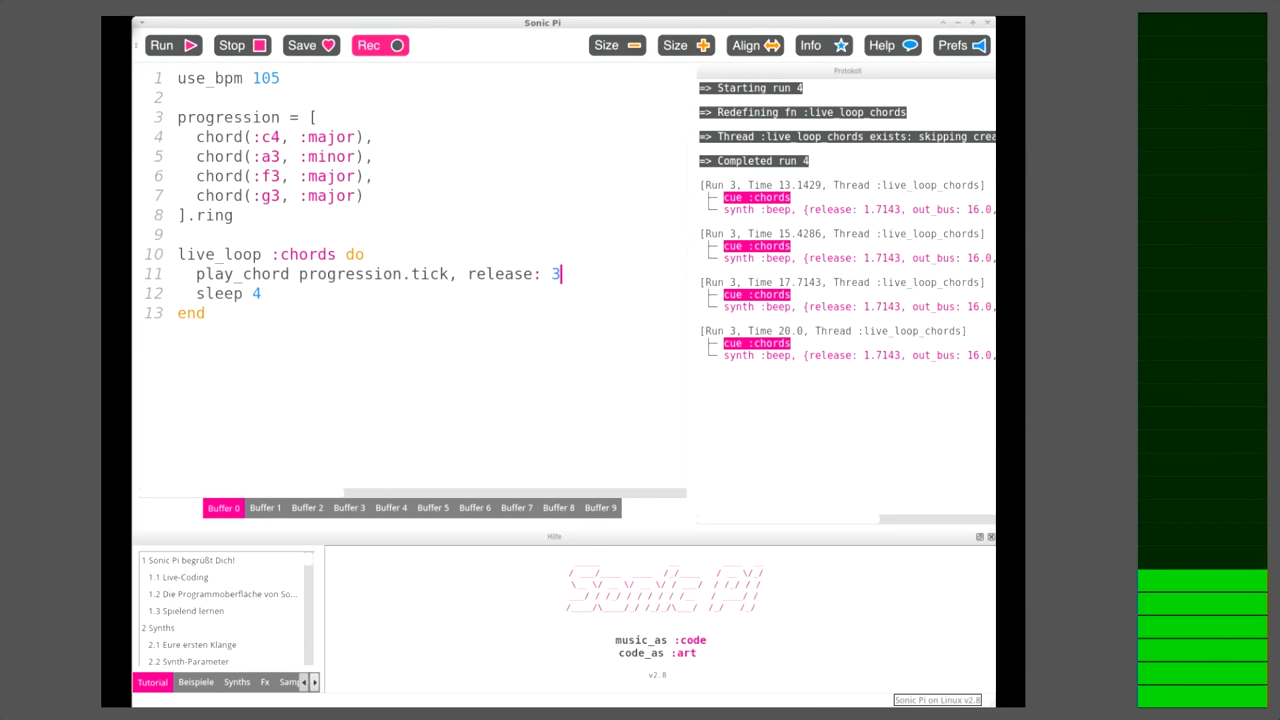 Sonic Pi
Run Stop Save Rec Size Size Align Info Help Prefs
1 use_bpm 105
2
3 progression = [
4 chord(:c4, :major),
5 chord(:a3, :minor),
6 chord(:f3, :major),
7 chord(:g3, :major)
8 ].ring
9
10 live_loop :chords do
11 play_chord progression.tick, release: 3
12 sleep 4
13 end
Protokoll
=> Starting run 4
=> Redefining fn :live_loop_chords
=> Thread :live_loop_chords exists: skipping crea
=> Completed run 4
[Run 3, Time 13.1429, Thread :live_loop_chords]
cue :chords
synth :beep, {release: 1.7143, out_bus: 16.0,
[Run 3, Time 15.4286, Thread :live_loop_chords]
cue :chords
synth :beep, {release: 1.7143, out_bus: 16.0,
[Run 3, Time 17.7143, Thread :live_loop_chords]
cue :chords
synth :beep, {release: 1.7143, out_bus: 16.0,
[Run 3, Time 20.0, Thread :live_loop_chords]
cue :chords
synth :beep, {release: 1.7143, out_bus: 16.0,
Buffer 0 Buffer 1 Buffer 2 Buffer 3 Buffer 4 Buffer 5 Buffer 6 Buffer 7 Buffer 8 Buffer 9
Hilfe
1 Sonic Pi begrüßt Dich!
1.1 Live-Coding
1.2 Die Programmoberfläche von So...
1.3 Spielend lernen
2 Synths
2.1 Eure ersten Klänge
2.2 Synth-Parameter
Tutorial Beispiele Synths Fx Samp
Sonic Pi
music_as :code
code_as :art
v2.8
Sonic Pi on Linux v2.8